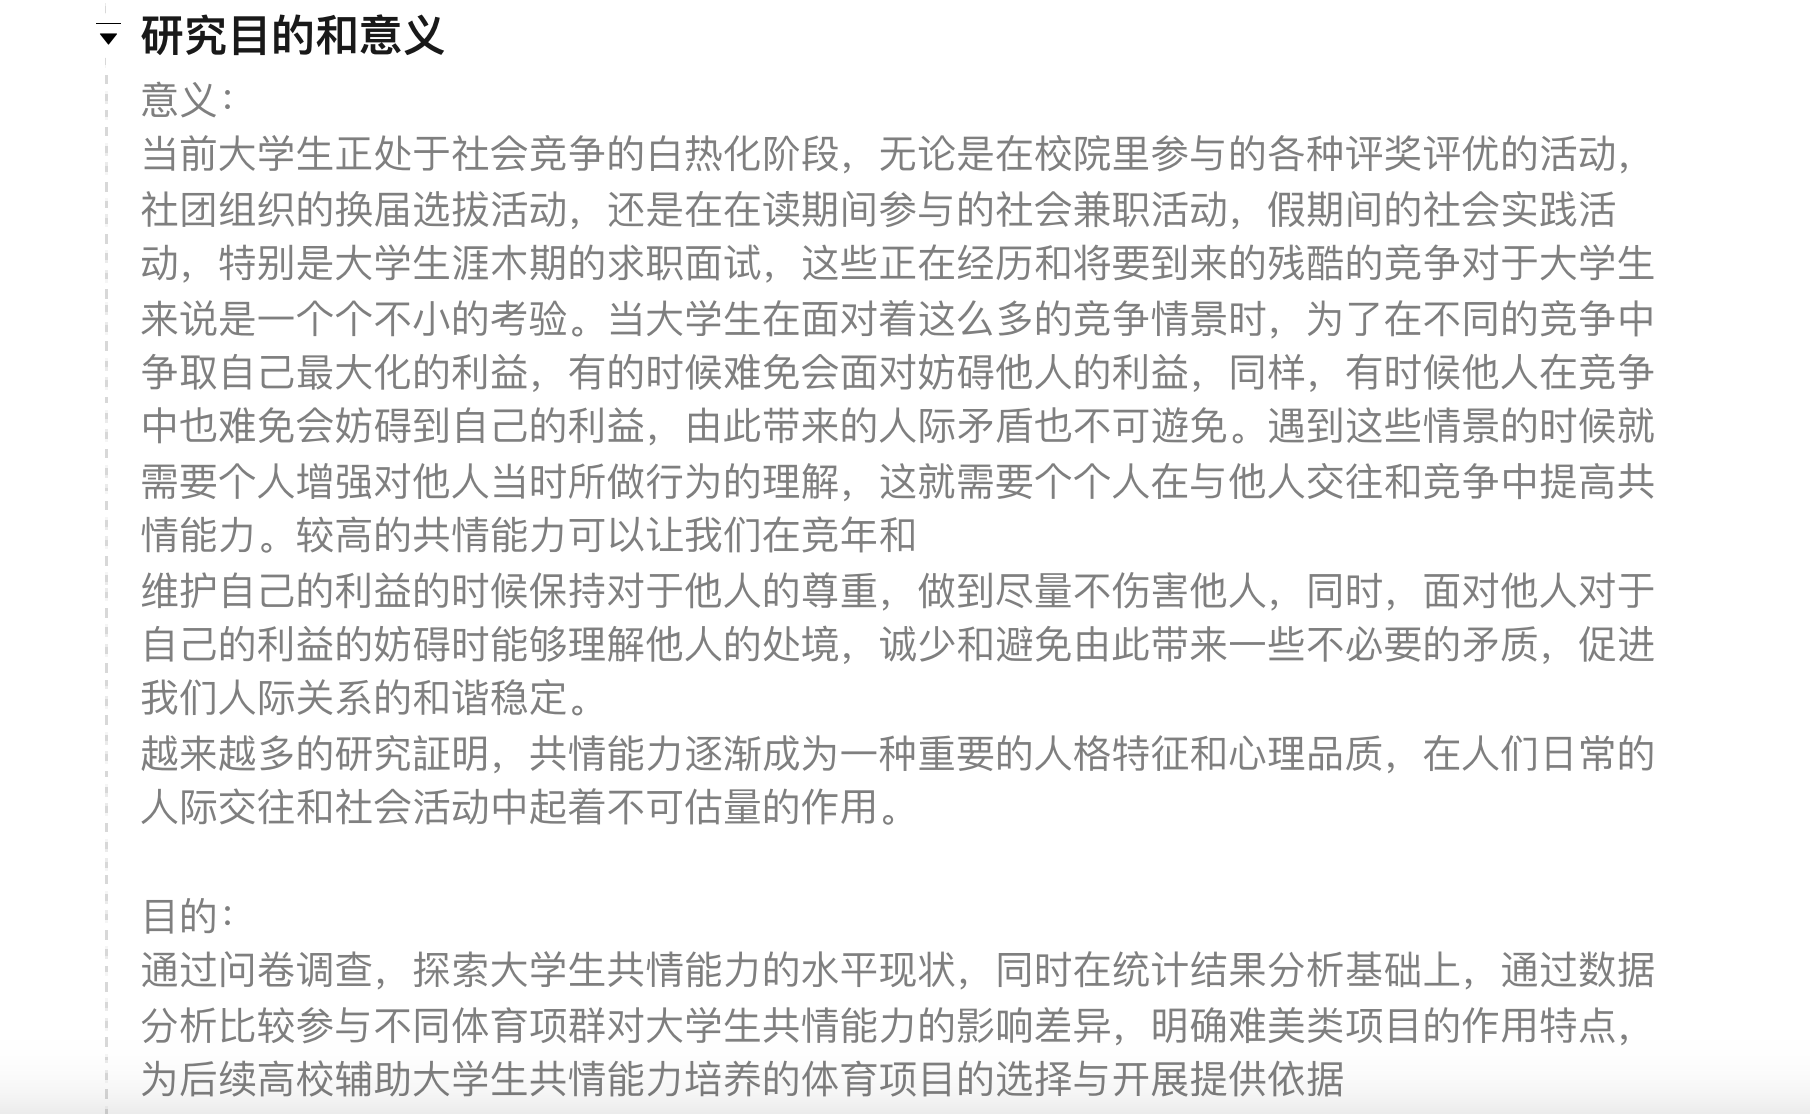 研究目的和意义
意义：
当前大学生正处于社会竞争的白热化阶段，无论是在校院里参与的各种评奖评优的活动，
社团组织的换届选拔活动，还是在在读期间参与的社会兼职活动，假期间的社会实践活
动，特别是大学生涯木期的求职面试，这些正在经历和将要到来的残酷的竞争对于大学生
来说是一个个不小的考验。当大学生在面对着这么多的竞争情景时，为了在不同的竞争中
争取自己最大化的利益，有的时候难免会面对妨碍他人的利益，同样，有时候他人在竞争
中也难免会妨碍到自己的利益，由此带来的人际矛盾也不可遊免。遇到这些情景的时候就
需要个人增强对他人当时所做行为的理解，这就需要个个人在与他人交往和竞争中提高共
情能力。较高的共情能力可以让我们在竞年和
维护自己的利益的时候保持对于他人的尊重，做到尽量不伤害他人，同时，面对他人对于
自己的利益的妨碍时能够理解他人的处境，诚少和避免由此带来一些不必要的矛质，促进
我们人际关系的和谐稳定。
越来越多的研究証明，共情能力逐渐成为一种重要的人格特征和心理品质，在人们日常的
人际交往和社会活动中起着不可估量的作用。
目的：
通过问卷调查，探索大学生共情能力的水平现状，同时在统计结果分析基础上，通过数据
分析比较参与不同体育项群对大学生共情能力的影响差异，明确难美类项目的作用特点，
为后续高校辅助大学生共情能力培养的体育项目的选择与开展提供依据